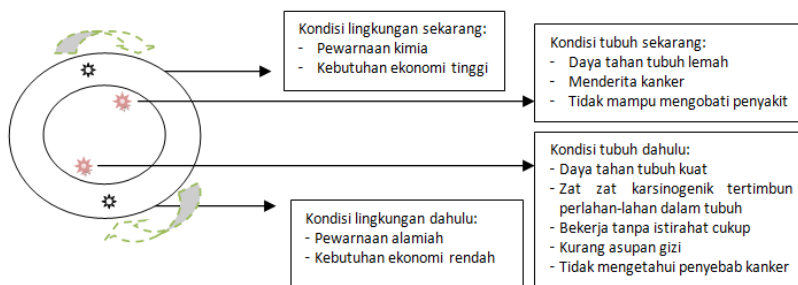 Kondisi lingkungan sekarang:
- Pewarnaan kimia
- Kebutuhan ekonomi tinggi
Kondisi tubuh sekarang:
- Daya tahan tubuh lemah
- Menderita kanker
- Tidak mampu mengobati penyakit
Kondisi tubuh dahulu:
- Daya tahan tubuh kuat
- Zat zat karsinogenik tertimbun
perlahan-lahan dalam tubuh
- Bekerja tanpa istirahat cukup
- Kurang asupan gizi
- Tidak mengetahui penyebab kanker
Kondisi lingkungan dahulu:
- Pewarnaan alamiah
- Kebutuhan ekonomi rendah